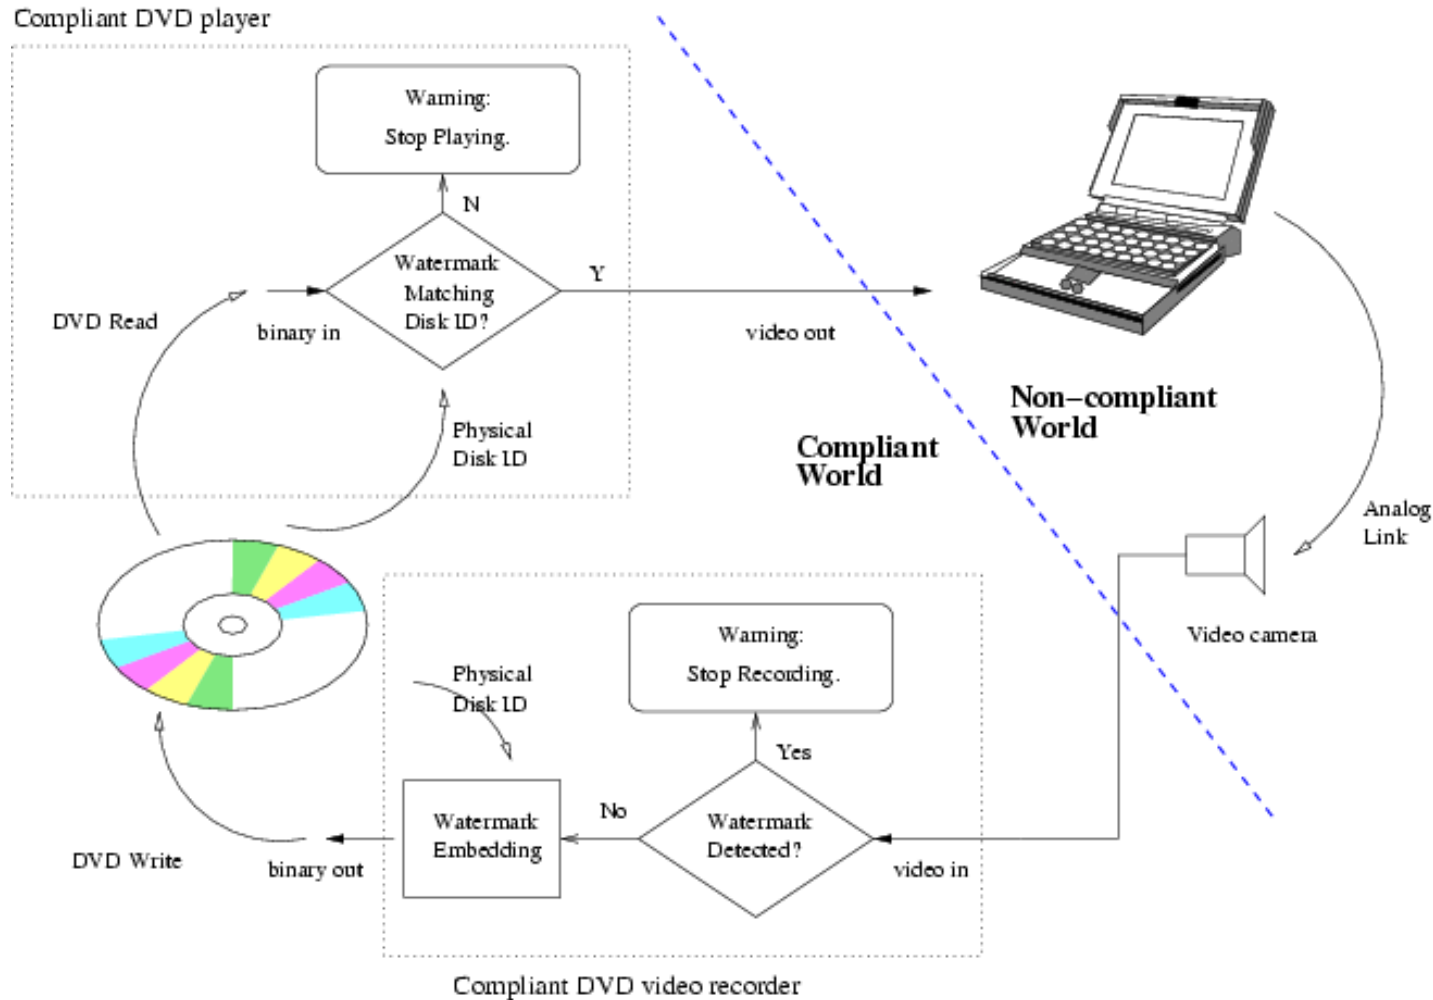 Compliant DVD player
Warning:
Stop Playing.
N
Watermark
Matching
Disk ID?
Y
DVD Read
binary in
video out
Physical
Disk ID
Non-compliant
World
Compliant
World
Analog
Link
Video camera
Warning:
Stop Recording.
Physical
Disk ID
Yes
No
Watermark
Embedding
Watermark
Detected?
DVD Write
binary out
video in
Compliant DVD video recorder